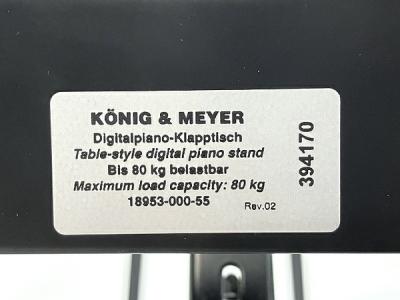 KÖNIG & MEYER
Digitalpiano-Klapptisch
Table-style digital piano stand
Bis 80 kg belastbar
Maximum load capacity: 80 kg
18953-000-55
Rev.02
394170